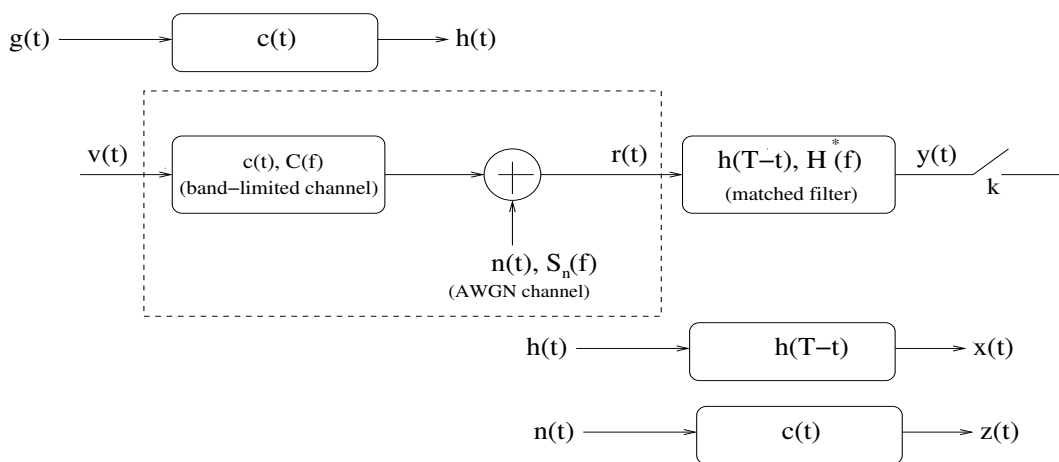 g(t) c(t) h(t)
v(t) c(t), C(f) r(t) h(T−t), H*(f) y(t)
(band−limited channel) (matched filter) k
n(t), Sn(f)
(AWGN channel)
h(t) h(T−t) x(t)
n(t) c(t) z(t)